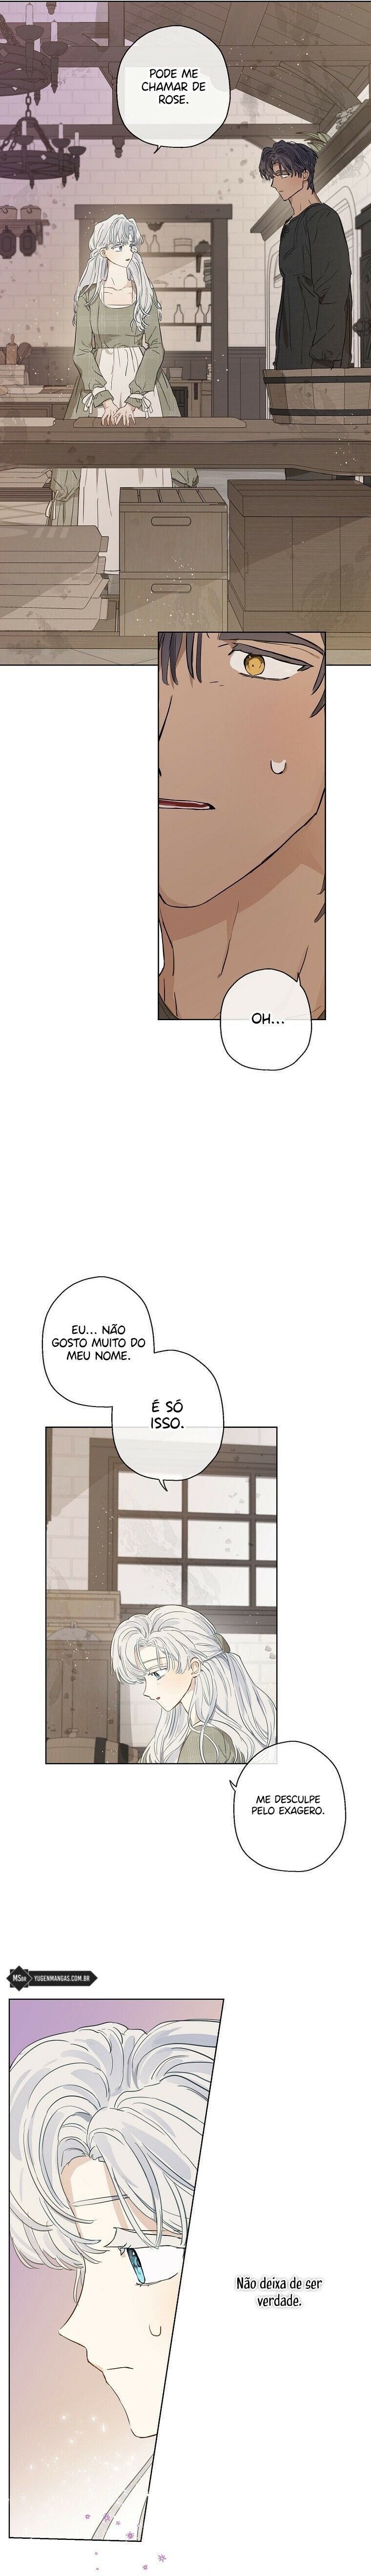 PODE ME
CHAMAR DE
ROSE.
OH...
EU... NÃO
GOSTO MUITO DO
MEU NOME.
É SÓ
ISSO.
ME DESCULPE
PELO EXAGERO.
MSBR YUGENMANGAS.COM.BR
Não deixa de ser
verdade.